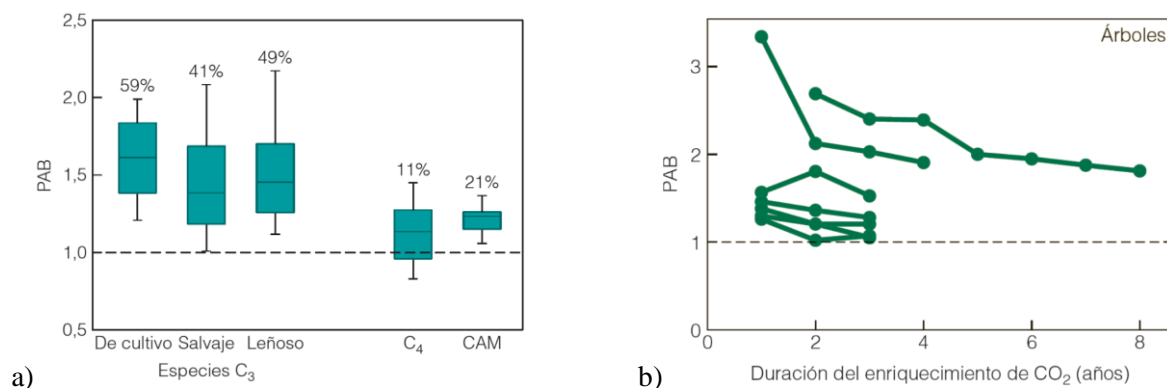 2,5
2,0
1,5
1,0
0,5
PAB
59%
41%
49%
11%
21%
De cultivo Salvaje Leñoso C₄ CAM
Especies C₃
a)
Árboles
3
2
1
0
PAB
0 2 4 6 8
Duración del enriquecimiento de CO₂ (años)
b)